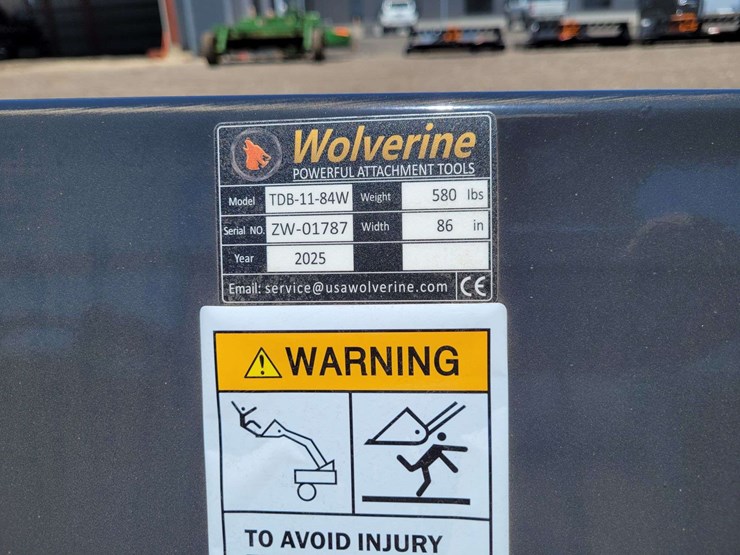 Wolverine
POWERFUL ATTACHMENT TOOLS
Model TDB-11-84W Weight 580 lbs
Serial NO. ZW-01787 Width 86 in
Year 2025
Email: service@usawolverine.com CE
WARNING
TO AVOID INJURY